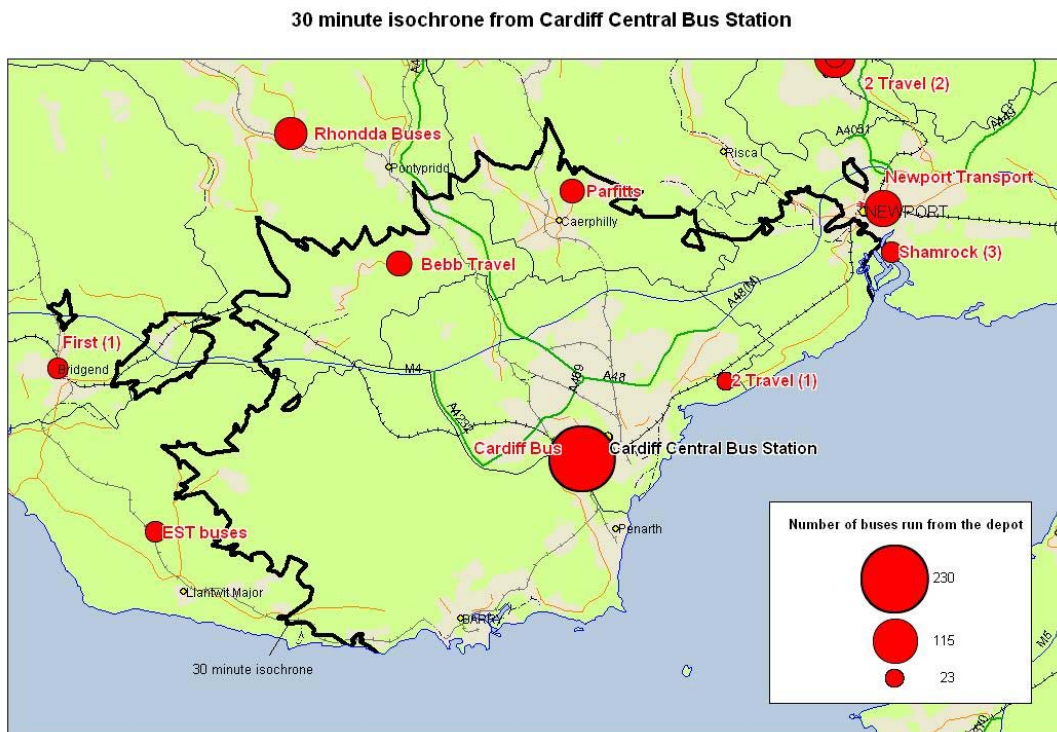 30 minute isochrone from Cardiff Central Bus Station
2 Travel (2)
A4051
A449
Rhondda Buses
Pontypridd
Risca
Newport Transport
Parfitts
NEWPORT
Caerphilly
Shamrock (3)
Bebb Travel
A48(M)
First (1)
Bridgend
M4
A469
A48
2 Travel (1)
A4232
Cardiff Bus
Cardiff Central Bus Station
Number of buses run from the depot
EST buses
Penarth
230
Llantwit Major
BARRY
115
M5
30 minute isochrone
23